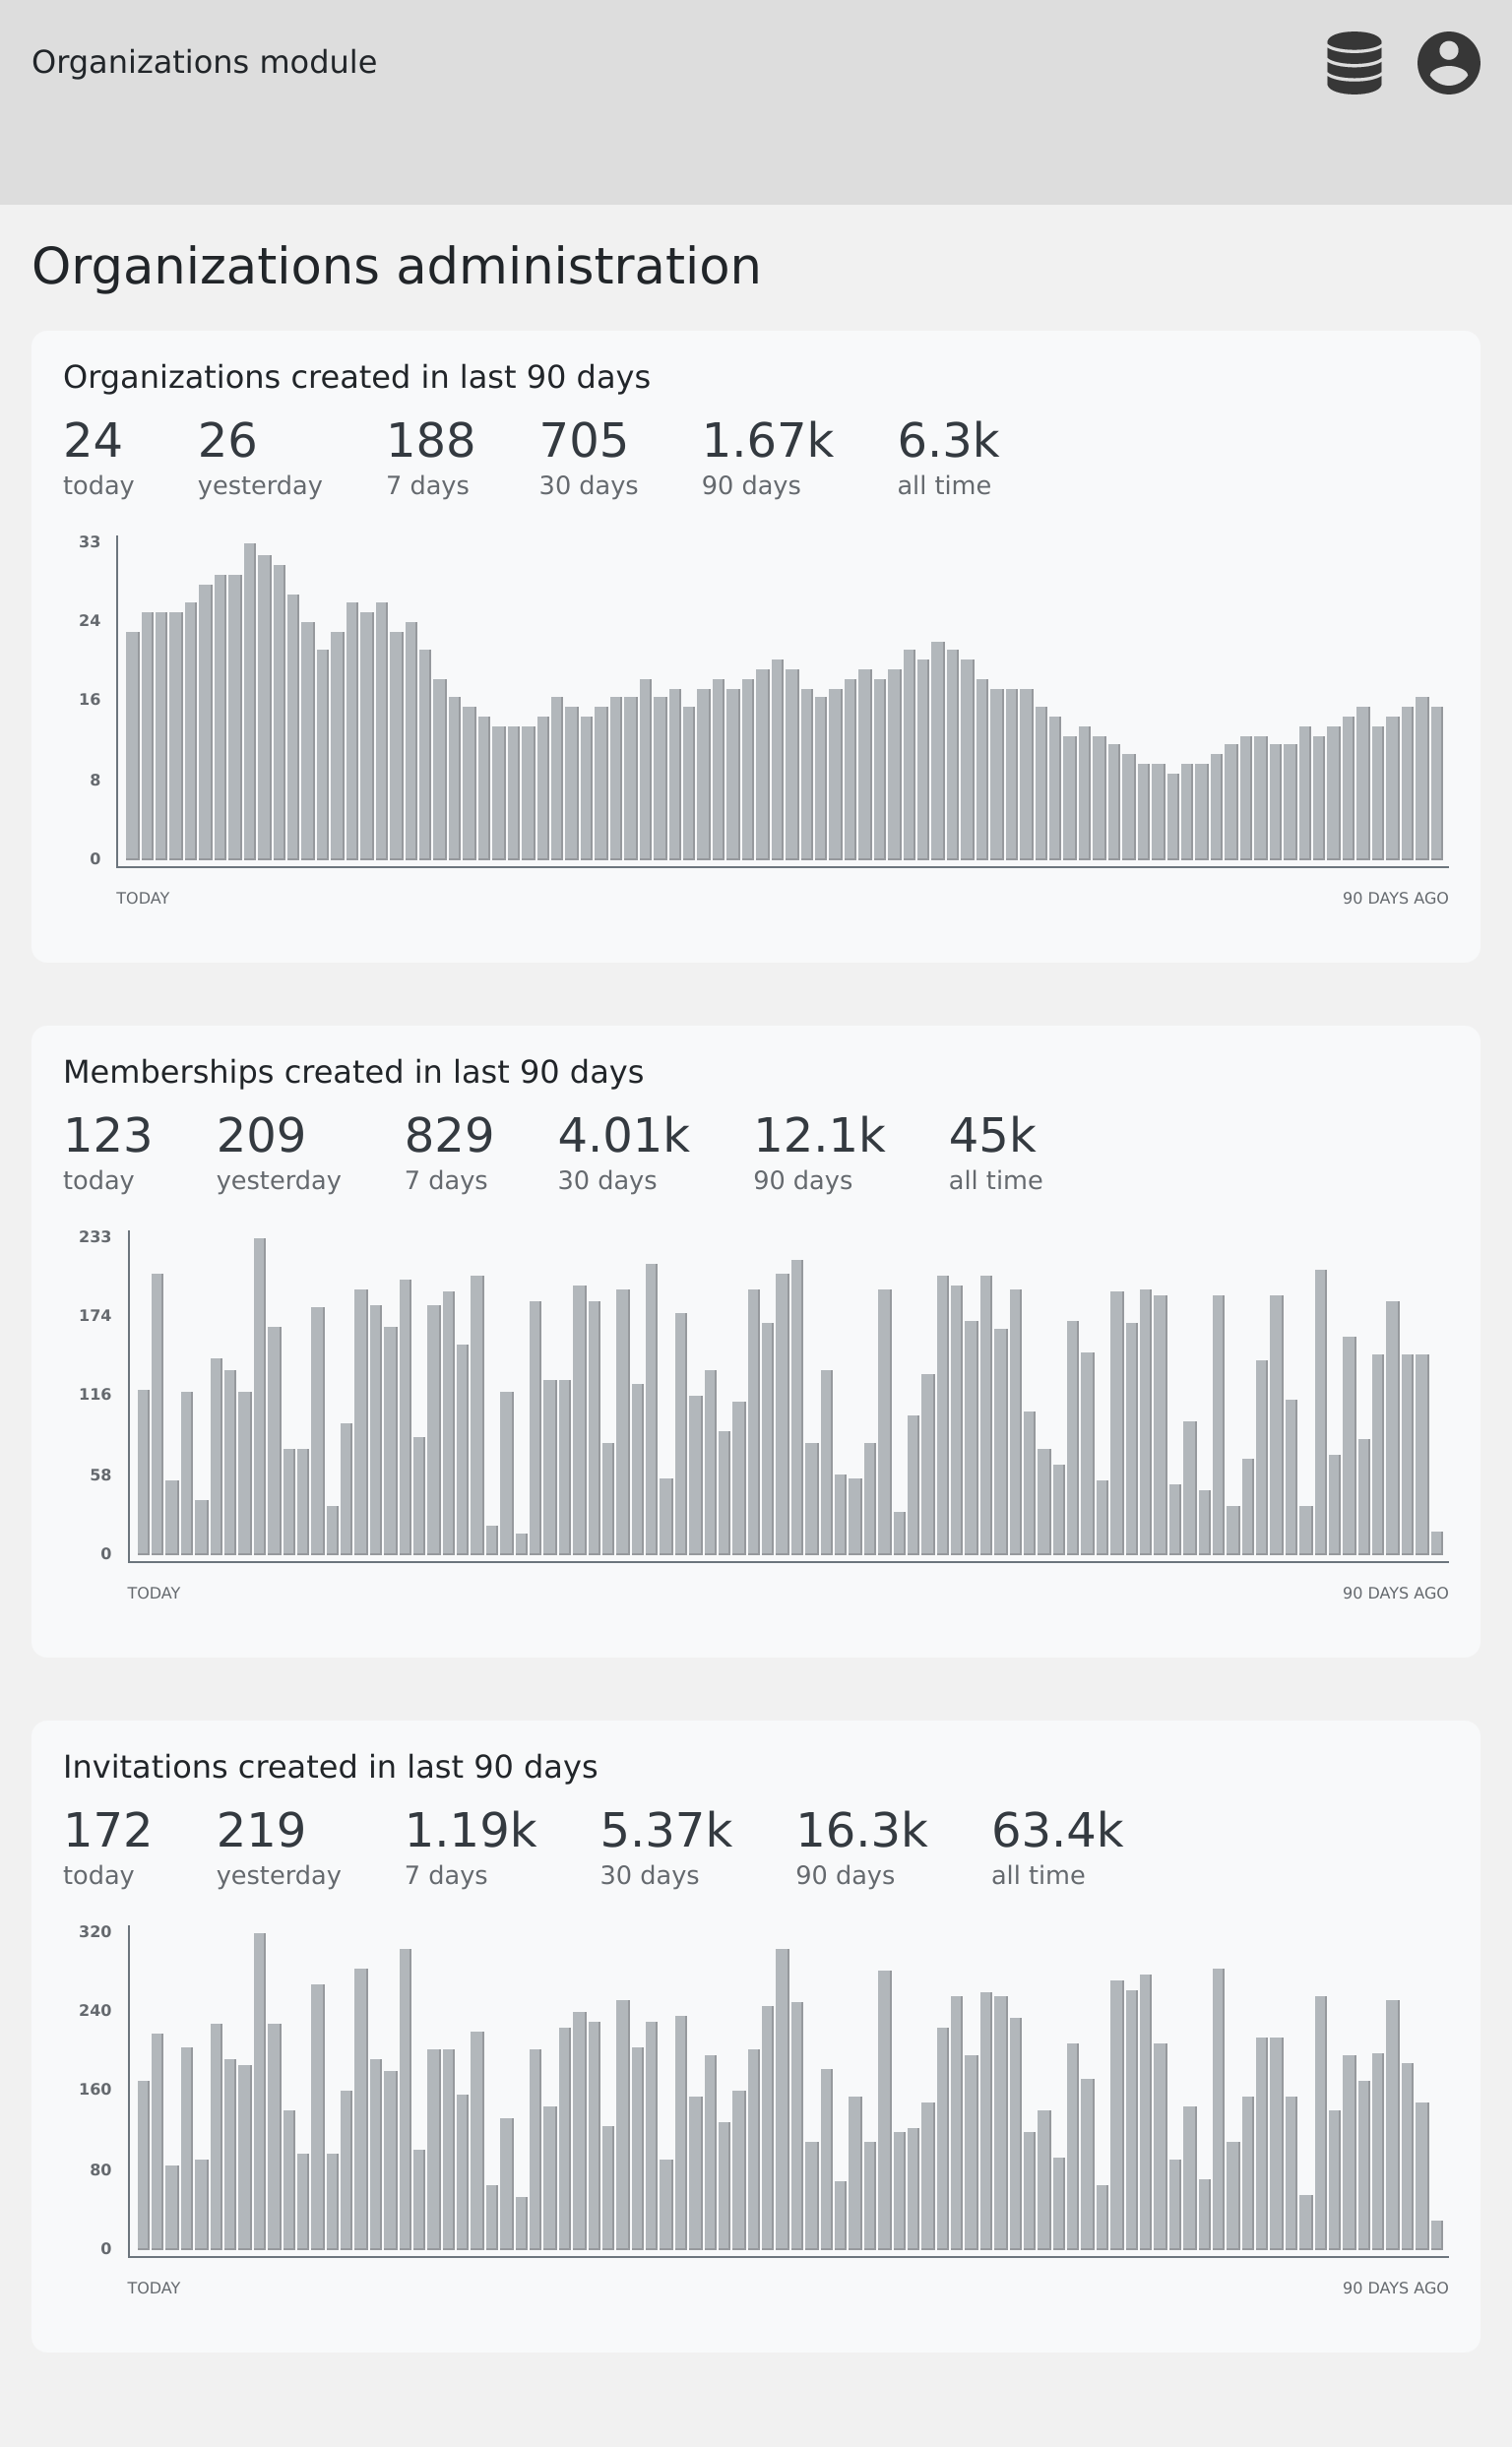 Organizations module
Organizations administration
Organizations created in last 90 days
24 26 188 705 1.67k 6.3k
today yesterday 7 days 30 days 90 days all time
33
24
16
8
0
TODAY 90 DAYS AGO
Memberships created in last 90 days
123 209 829 4.01k 12.1k 45k
today yesterday 7 days 30 days 90 days all time
233
174
116
58
0
TODAY 90 DAYS AGO
Invitations created in last 90 days
172 219 1.19k 5.37k 16.3k 63.4k
today yesterday 7 days 30 days 90 days all time
320
240
160
80
0
TODAY 90 DAYS AGO